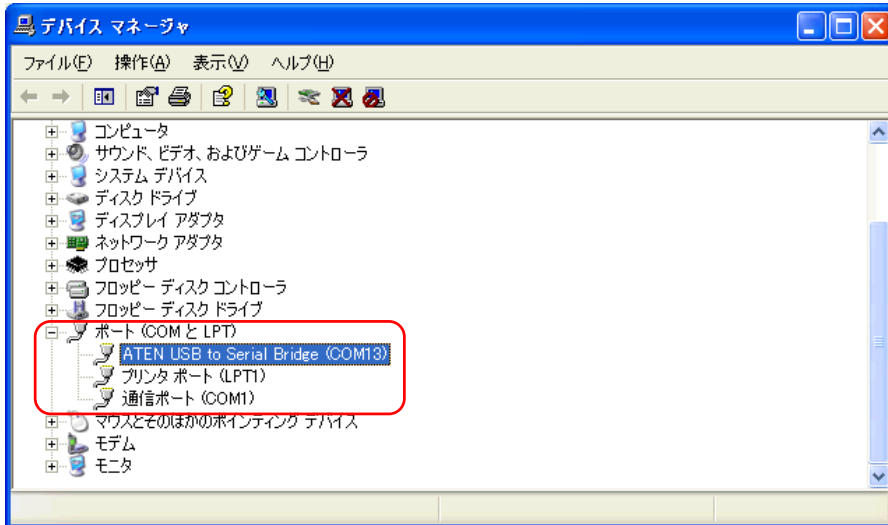 デバイス マネージャ
ファイル(F) 操作(A) 表示(V) ヘルプ(H)
コンピュータ
サウンド、ビデオ、およびゲーム コントローラ
システム デバイス
ディスク ドライブ
ディスプレイ アダプタ
ネットワーク アダプタ
プロセッサ
フロッピー ディスク コントローラ
フロッピー ディスク ドライブ
ポート (COM と LPT)
ATEN USB to Serial Bridge (COM13)
プリンタ ポート (LPT1)
通信ポート (COM1)
マウスとそのほかのポインティング デバイス
モデム
モニタ